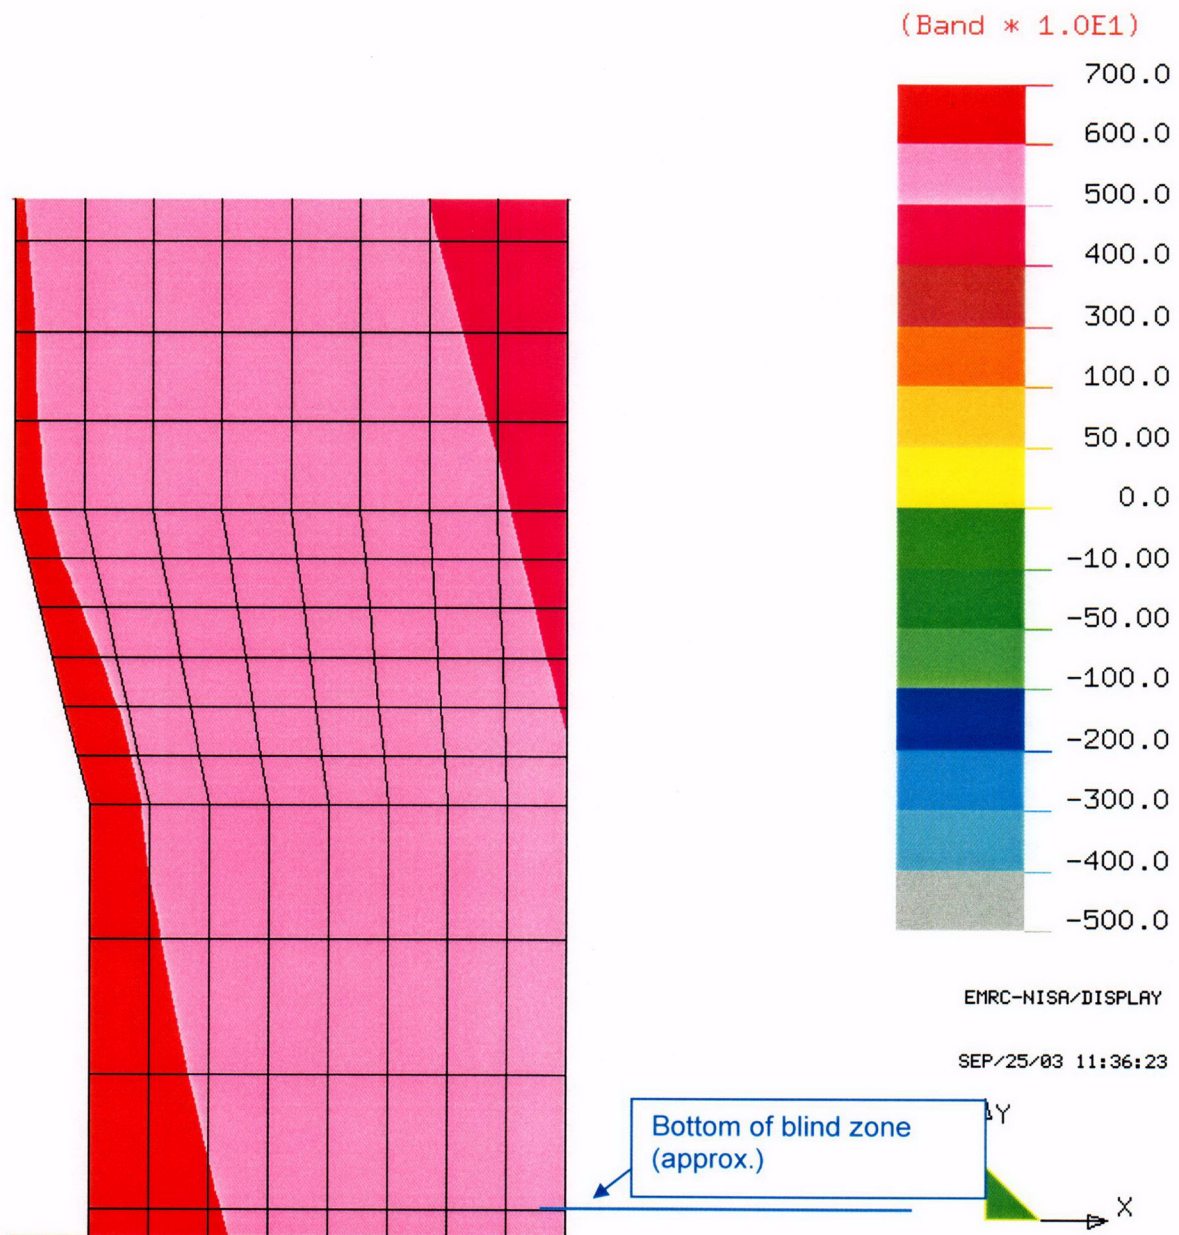 (Band * 1.0E1)
700.0
600.0
500.0
400.0
300.0
100.0
50.00
0.0
-10.00
-50.00
-100.0
-200.0
-300.0
-400.0
-500.0
EMRC-NISA/DISPLAY
SEP/25/03 11:36:23
Bottom of blind zone
(approx.)
Y
X